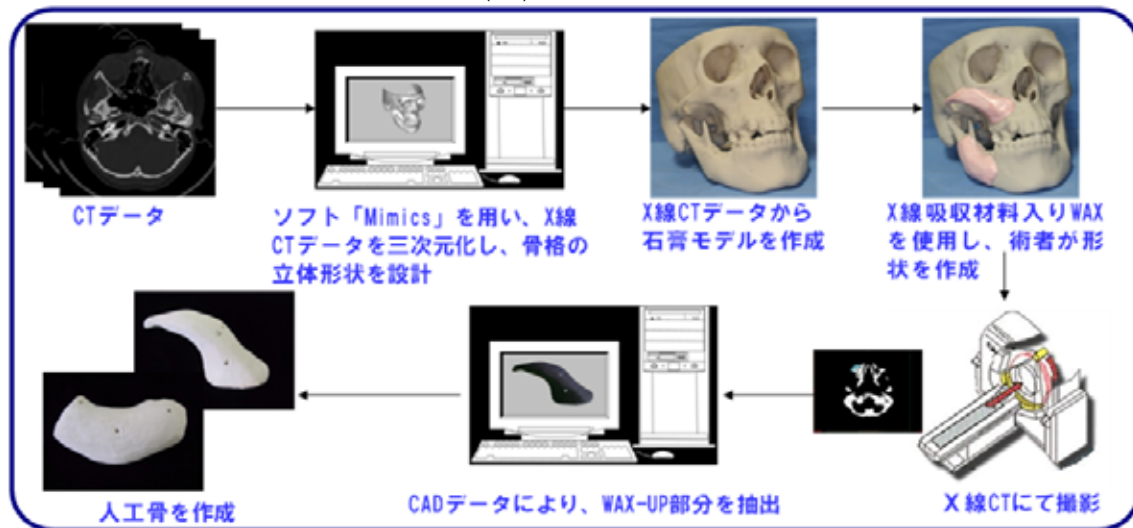 CTデータ
ソフト「Mimics」を用い、X線
CTデータを三次元化し、骨格の
立体形状を設計
X線CTデータから
石膏モデルを作成
X線吸収材料入りWAX
を使用し、術者が形
状を作成
人工骨を作成
CADデータにより、WAX-UP部分を抽出
X線CTにて撮影